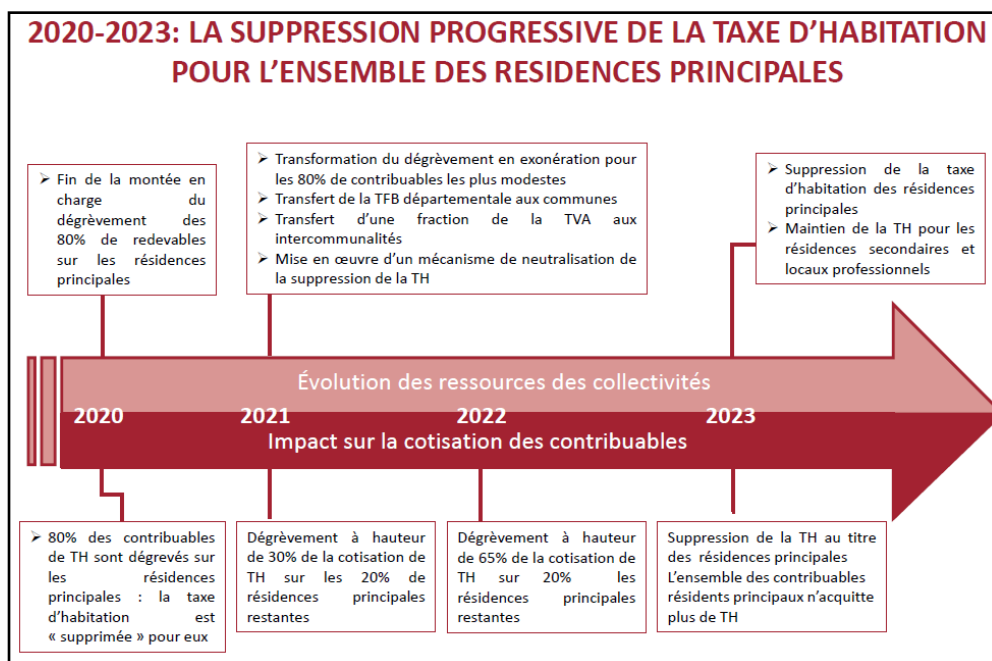 2020-2023: LA SUPPRESSION PROGRESSIVE DE LA TAXE D’HABITATION
POUR L’ENSEMBLE DES RESIDENCES PRINCIPALES
➢ Fin de la montée en
charge du
dégrèvement des
80% de redevables
sur les résidences
principales
➢ Transformation du dégrèvement en exonération pour
les 80% de contribuables les plus modestes
➢ Transfert de la TFB départementale aux communes
➢ Transfert d’une fraction de la TVA aux
intercommunalités
➢ Mise en œuvre d’un mécanisme de neutralisation de
la suppression de la TH
➢ Suppression de la taxe
d’habitation des résidences
principales
➢ Maintien de la TH pour les
résidences secondaires et
locaux professionnels
Évolution des ressources des collectivités
2020 2021 2022 2023
Impact sur la cotisation des contribuables
➢ 80% des contribuables
de TH sont dégrevés sur
les résidences
principales : la taxe
d’habitation est
« supprimée » pour eux
Dégrèvement à hauteur
de 30% de la cotisation de
TH sur les 20% de
résidences principales
restantes
Dégrèvement à hauteur
de 65% de la cotisation de
TH sur 20% les
résidences principales
restantes
Suppression de la TH au titre
des résidences principales
L’ensemble des contribuables
résidents principaux n’acquitte
plus de TH